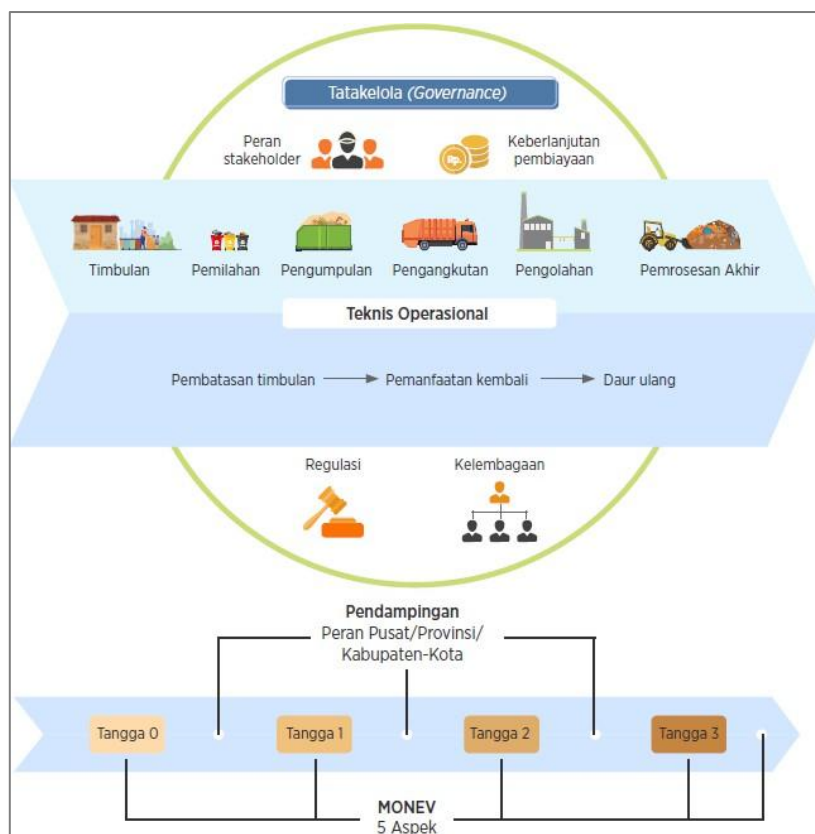 Tatakelola (Governance)
Peran
stakeholder
Rp
Keberlanjutan
pembiayaan
Timbulan
Pemilahan
Pengumpulan
Pengangkutan
Pengolahan
Pemrosesan Akhir
Teknis Operasional
Pembatasan timbulan
Pemanfaatan kembali
Daur ulang
Regulasi
Kelembagaan
Pendampingan
Peran Pusat/Provinsi/
Kabupaten-Kota
Tangga 0
Tangga 1
Tangga 2
Tangga 3
MONEV
5 Aspek